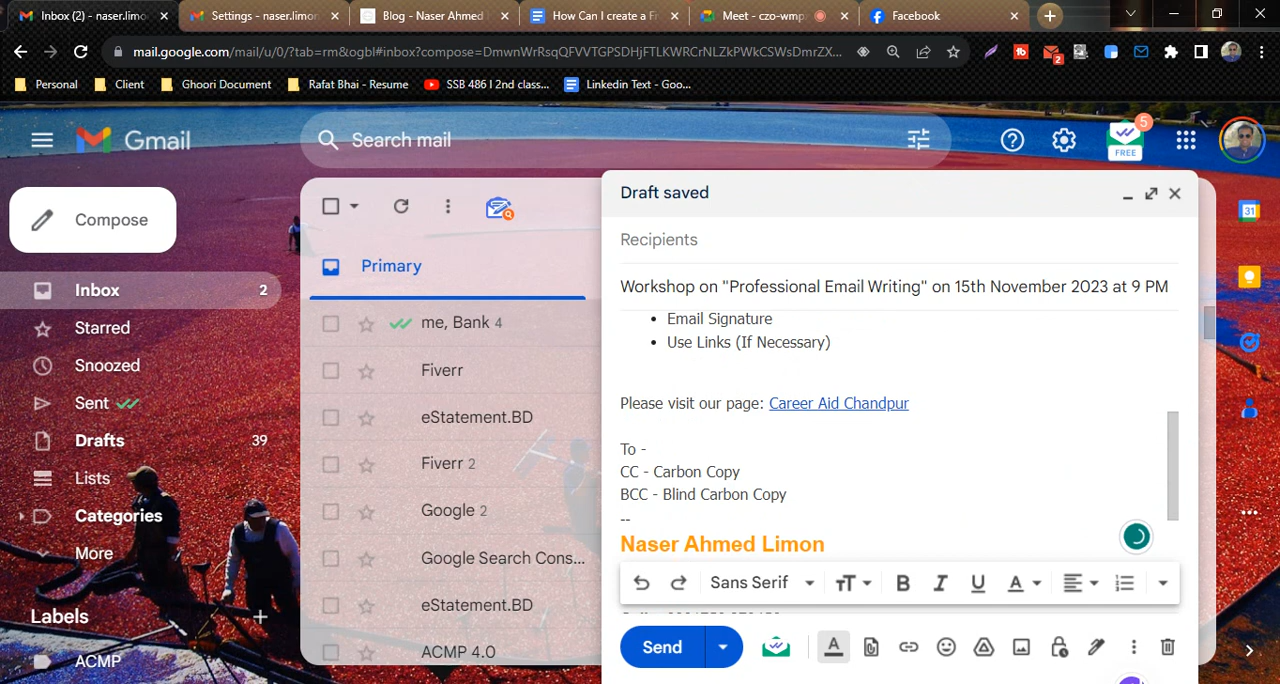 Inbox (2) - naser.limo
Settings - naser.limon
Blog - Naser Ahmed
How Can I create a Fr
Meet - czo-wmp
Facebook
mail.google.com/mail/u/0/?tab=rm&ogbl#inbox?compose=DmwnWrRsqQFVVTGPSDHjFTLKWRCrNLZkPWkCSWsDmrZX...
2
Personal
Client
Ghoori Document
Rafat Bhai - Resume
SSB 486 l 2nd class...
Linkedin Text - Goo...
Gmail
Search mail
5
FREE
Compose
Draft saved
31
Recipients
Primary
Inbox 2
Workshop on "Professional Email Writing" on 15th November 2023 at 9 PM
• Email Signature
me, Bank 4
Starred
• Use Links (If Necessary)
Snoozed
Fiverr
Sent
Please visit our page: Career Aid Chandpur
eStatement.BD
Drafts 39
To -
Fiverr 2
CC - Carbon Copy
Lists
BCC - Blind Carbon Copy
Google 2
Categories
--
Naser Ahmed Limon
More
Google Search Cons...
Sans Serif
eStatement.BD
Labels
Send
ACMP 4.0
ACMP